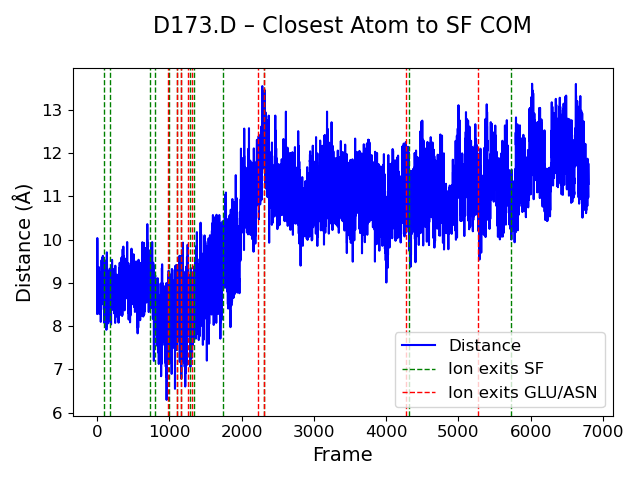 D173.D – Closest Atom to SF COM
Distance (Å)
13
12
11
10
9
8
7
6
0
1000
2000
3000
4000
5000
6000
7000
Frame
Distance
Ion exits SF
Ion exits GLU/ASN